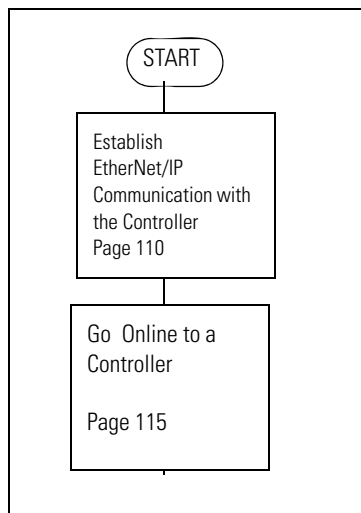 START
Establish
EtherNet/IP
Communication with
the Controller
Page 110
Go Online to a
Controller
Page 115